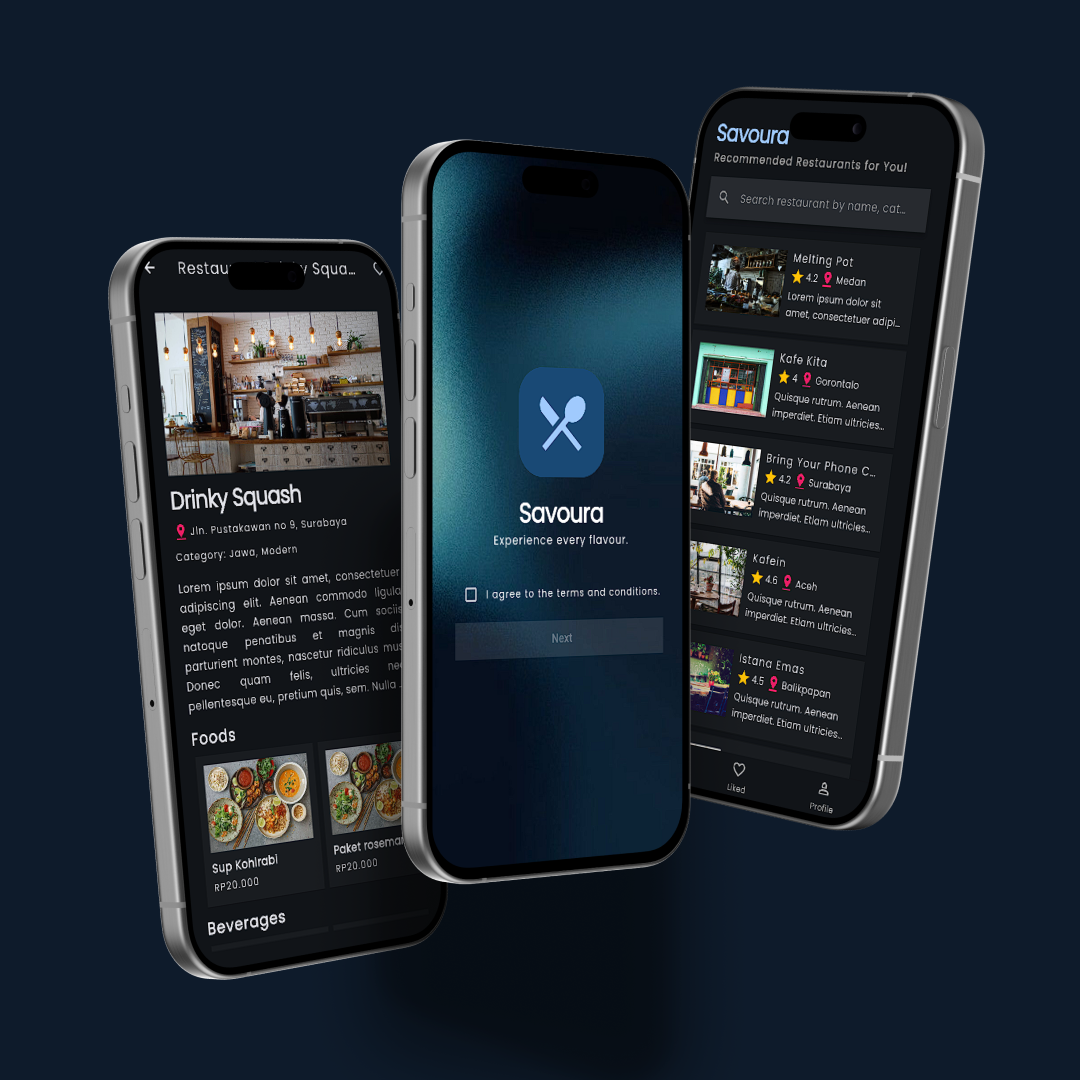 Restau
Squa...
Drinky Squash
Jln. Pustakawan no 9, Surabaya
Category: Jawa, Modern
Lorem ipsum dolor sit amet, consectetuer
adipiscing elit. Aenean commodo ligula
eget dolor. Aenean massa. Cum sociis
natoque penatibus et magnis dis
parturient montes, nascetur ridiculus mus
Donec quam felis, ultricies nec
pellentesque eu, pretium quis, sem. Nulla ...
Foods
Sup Kohlrabi
RP20.000
Paket rosemar
RP20.000
Beverages
Savoura
Experience every flavour.
I agree to the terms and conditions.
Next
Savoura
Recommended Restaurants for You!
Search restaurant by name, cat...
Melting Pot
4.2 Medan
Lorem ipsum dolor sit
amet, consectetuer adipi...
Kafe Kita
4 Gorontalo
Quisque rutrum. Aenean
imperdiet. Etiam ultricies...
Bring Your Phone C...
4.2 Surabaya
Quisque rutrum. Aenean
imperdiet. Etiam ultricies...
Kafein
4.6 Aceh
Quisque rutrum. Aenean
imperdiet. Etiam ultricies...
Istana Emas
4.5 Balikpapan
Quisque rutrum. Aenean
imperdiet. Etiam ultricies...
Liked
Profile